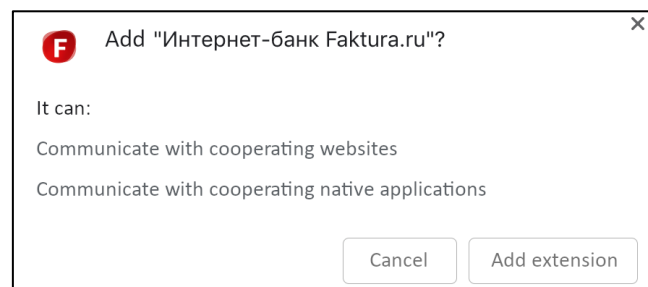 F
Add "Интернет-банк Faktura.ru"?
It can:
Communicate with cooperating websites
Communicate with cooperating native applications
Cancel
Add extension